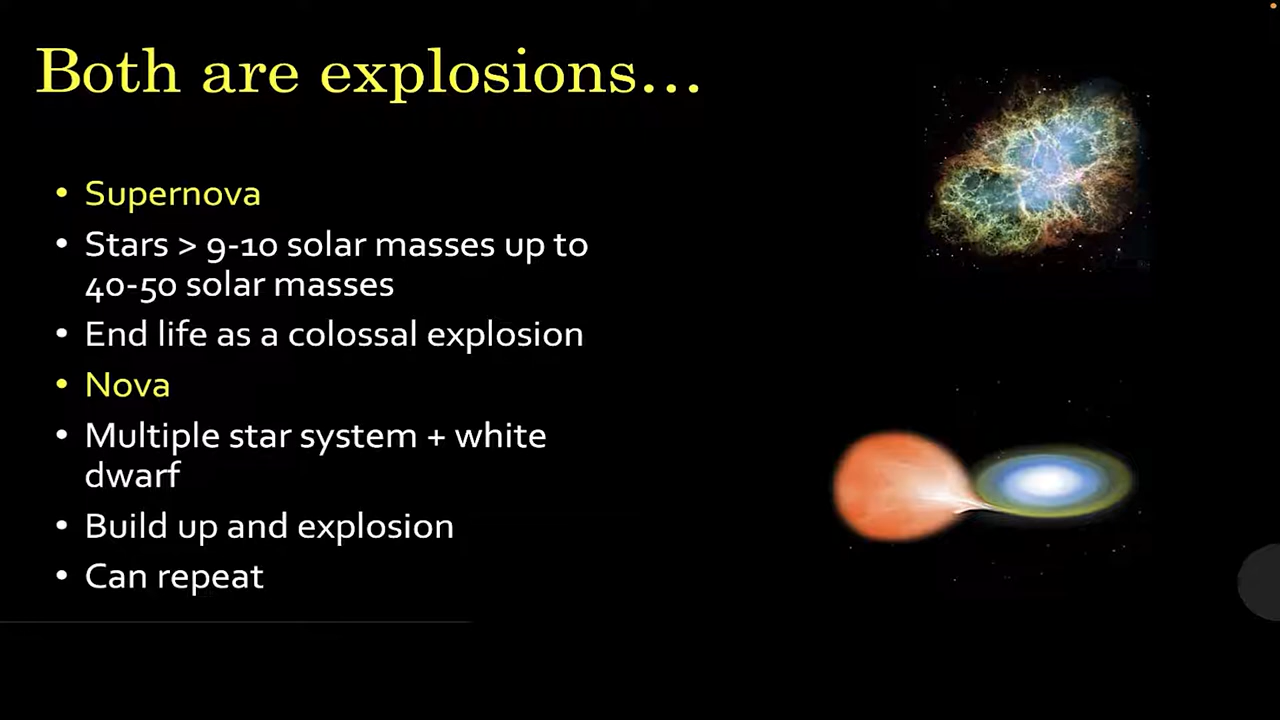 Both are explosions…
• Supernova
• Stars > 9-10 solar masses up to
40-50 solar masses
• End life as a colossal explosion
• Nova
• Multiple star system + white
dwarf
• Build up and explosion
• Can repeat